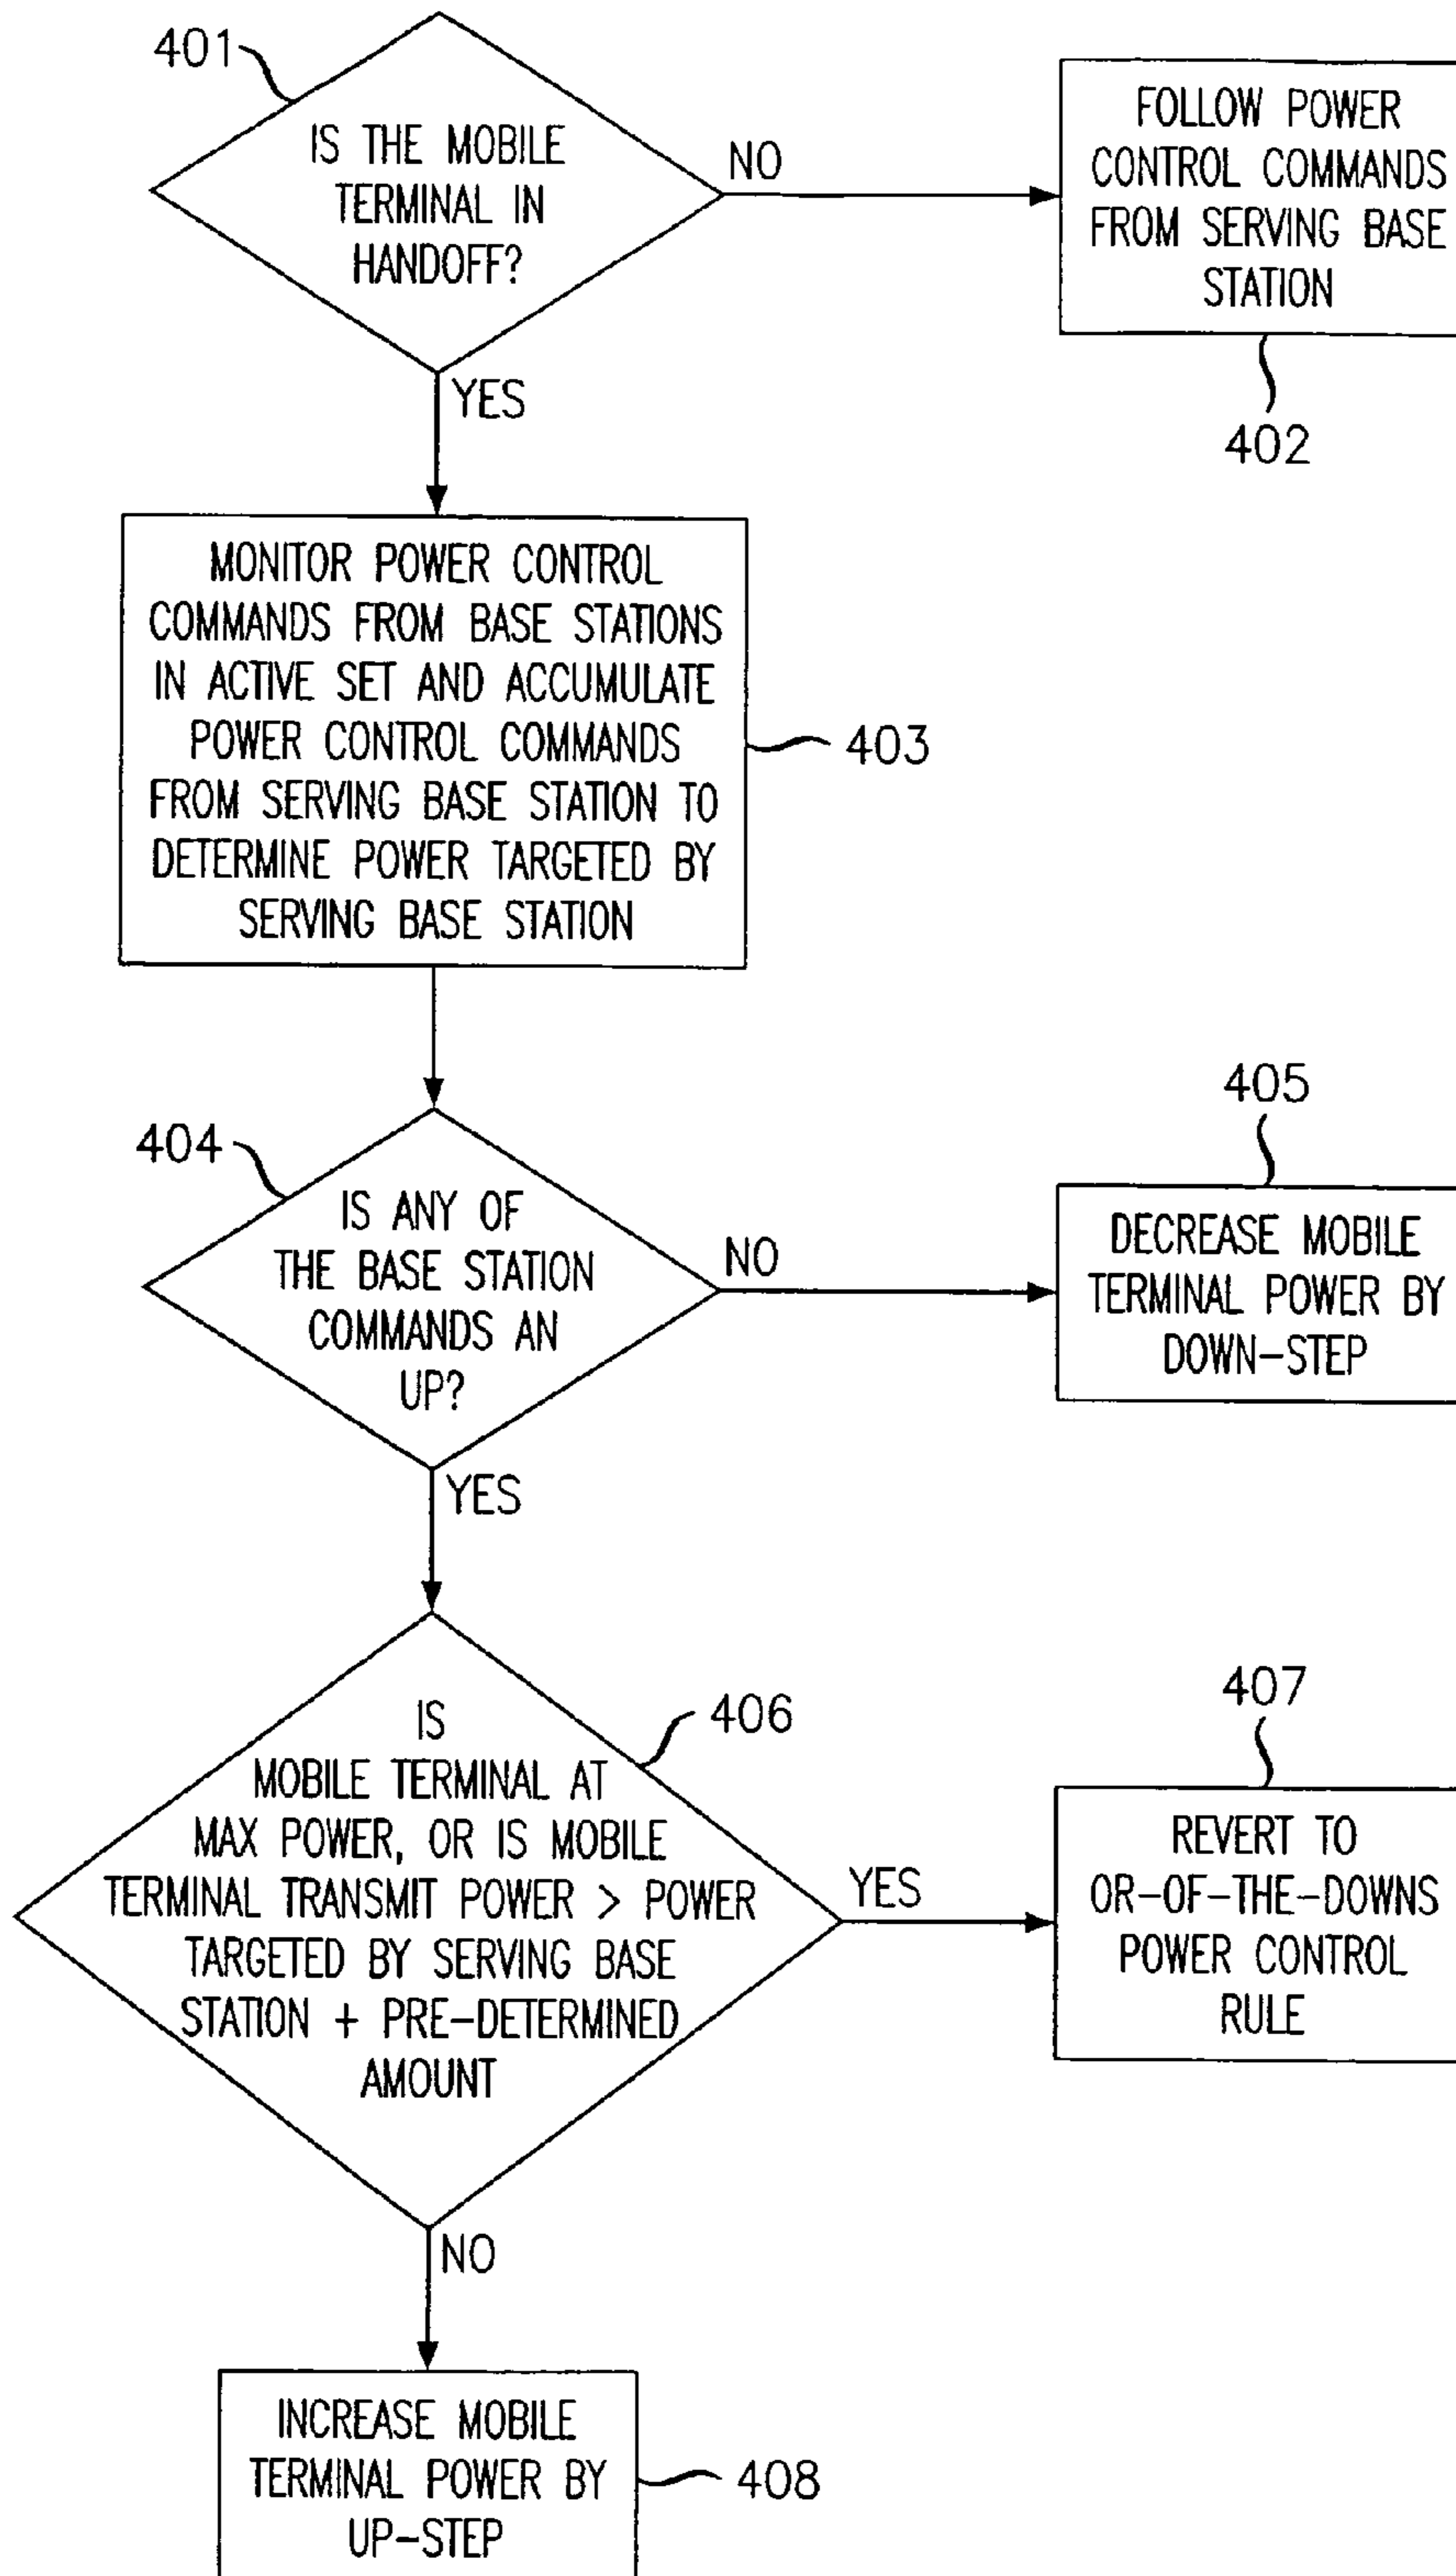 401
IS THE MOBILE
TERMINAL IN
HANDOFF?
NO
FOLLOW POWER
CONTROL COMMANDS
FROM SERVING BASE
STATION
402
YES
MONITOR POWER CONTROL
COMMANDS FROM BASE STATIONS
IN ACTIVE SET AND ACCUMULATE
POWER CONTROL COMMANDS
FROM SERVING BASE STATION TO
DETERMINE POWER TARGETED BY
SERVING BASE STATION
403
404
IS ANY OF
THE BASE STATION
COMMANDS AN
UP?
NO
405
DECREASE MOBILE
TERMINAL POWER BY
DOWN-STEP
YES
406
IS
MOBILE TERMINAL AT
MAX POWER, OR IS MOBILE
TERMINAL TRANSMIT POWER > POWER
TARGETED BY SERVING BASE
STATION + PRE-DETERMINED
AMOUNT
YES
407
REVERT TO
OR-OF-THE-DOWNS
POWER CONTROL
RULE
NO
INCREASE MOBILE
TERMINAL POWER BY
UP-STEP
408